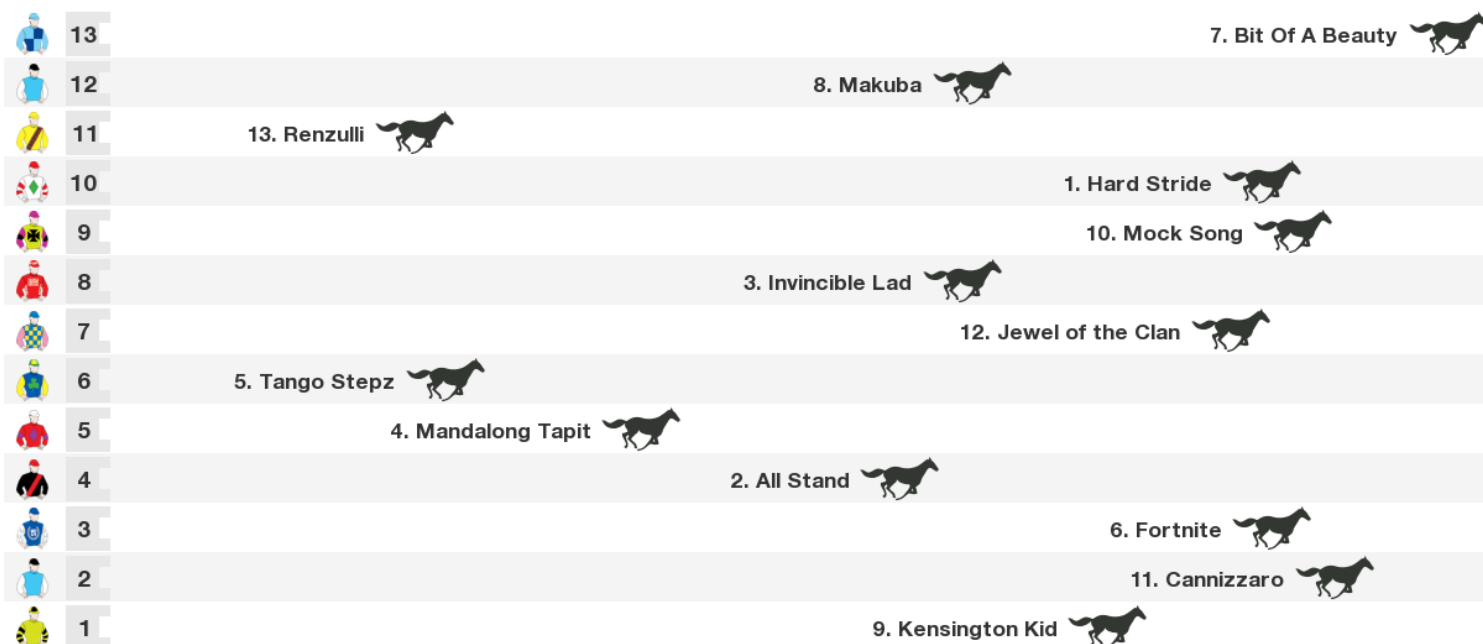 13 7. Bit Of A Beauty
12 8. Makuba
11 13. Renzulli
10 1. Hard Stride
9 10. Mock Song
8 3. Invincible Lad
7 12. Jewel of the Clan
6 5. Tango Stepz
5 4. Mandalong Tapit
4 2. All Stand
3 6. Fortnite
2 11. Cannizzaro
1 9. Kensington Kid